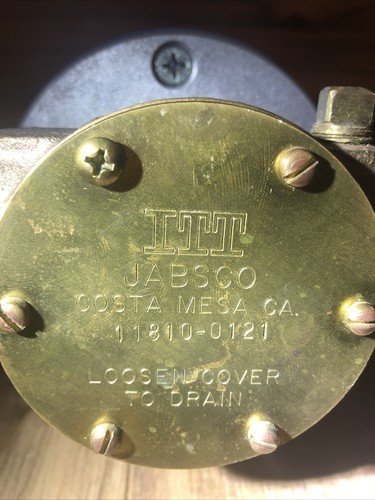 ITT
JABSCO
COSTA MESA CA.
11810-0121
LOOSEN COVER
TO DRAIN